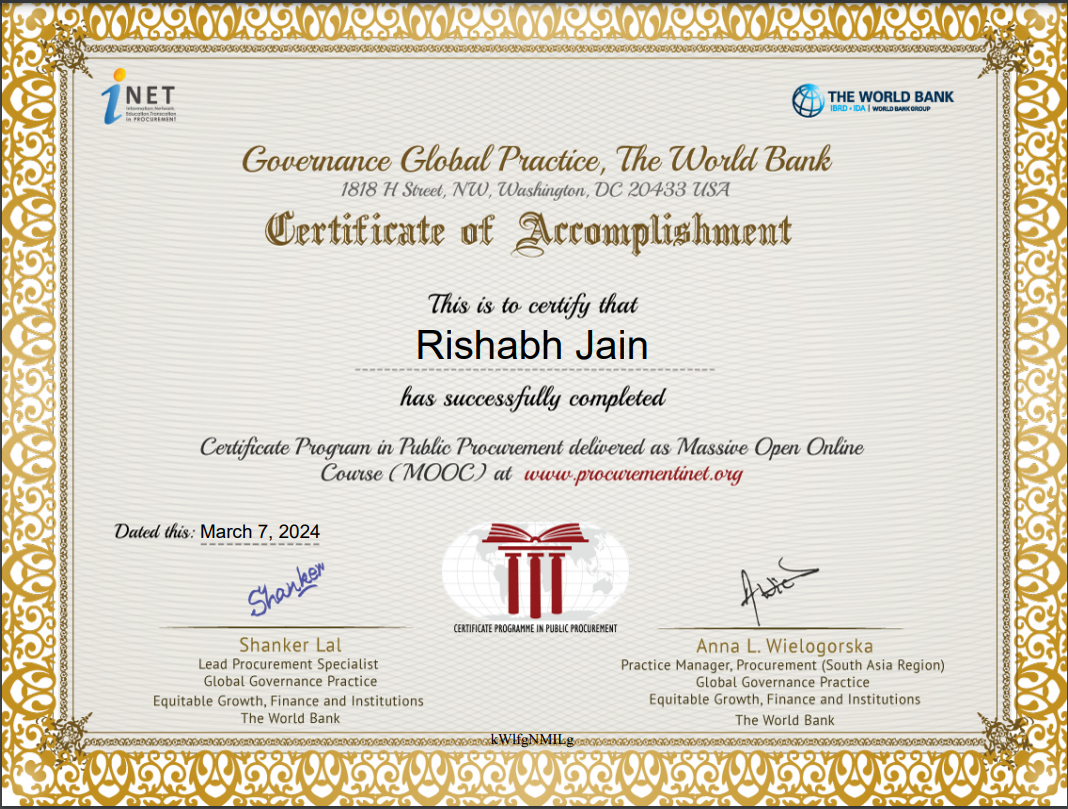 iNET
Information Network
Education Transaction
in PROCUREMENT
THE WORLD BANK
IBRD • IDA | WORLD BANK GROUP
Governance Global Practice, The World Bank
1818 H Street, NW, Washington, DC 20433 USA
Certificate of Accomplishment
This is to certify that
Rishabh Jain
has successfully completed
Certificate Program in Public Procurement delivered as Massive Open Online
Course (MOOC) at www.procurementinet.org
Dated this: March 7, 2024
Shanker
CERTIFICATE PROGRAMME IN PUBLIC PROCUREMENT
Shanker Lal
Lead Procurement Specialist
Global Governance Practice
Equitable Growth, Finance and Institutions
The World Bank
Anna L. Wielogorska
Practice Manager, Procurement (South Asia Region)
Global Governance Practice
Equitable Growth, Finance and Institutions
The World Bank